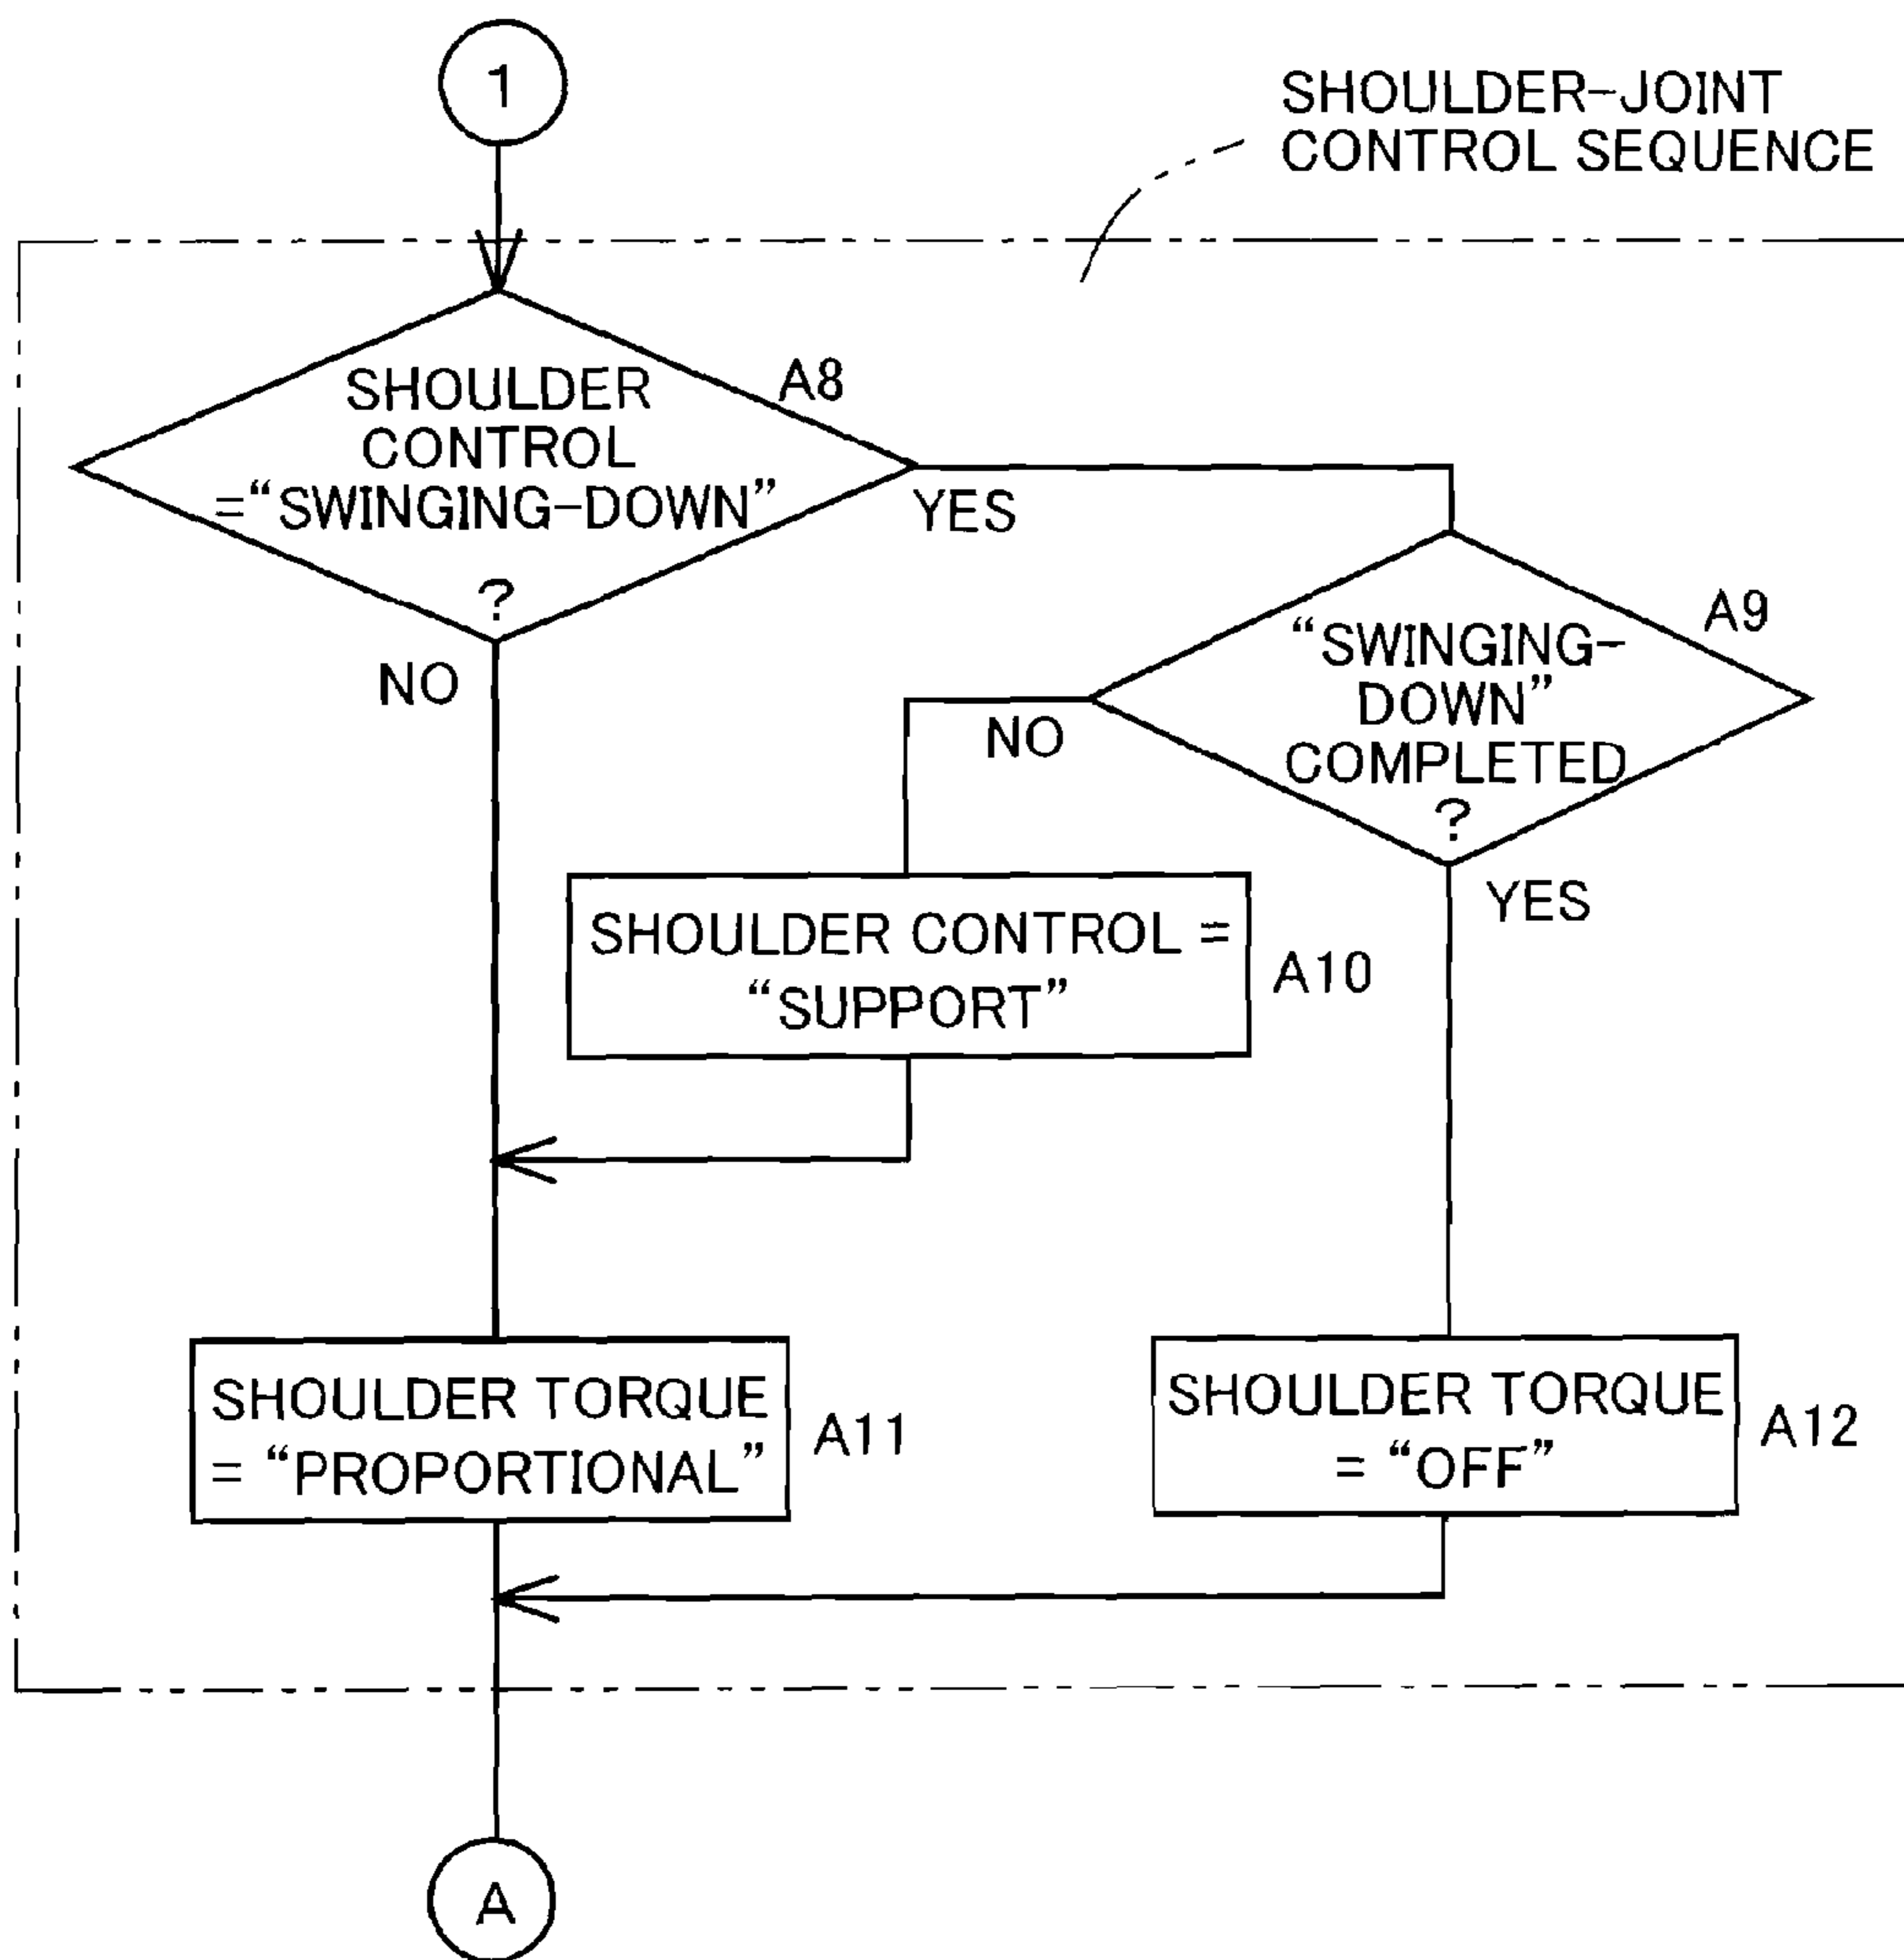 1
SHOULDER-JOINT
CONTROL SEQUENCE
SHOULDER
CONTROL
=“SWINGING-DOWN”
?
A8
YES
NO
“SWINGING-
DOWN”
COMPLETED
?
A9
NO
YES
SHOULDER CONTROL =
“SUPPORT”
A10
SHOULDER TORQUE
= “PROPORTIONAL”
A11
SHOULDER TORQUE
= “OFF”
A12
A